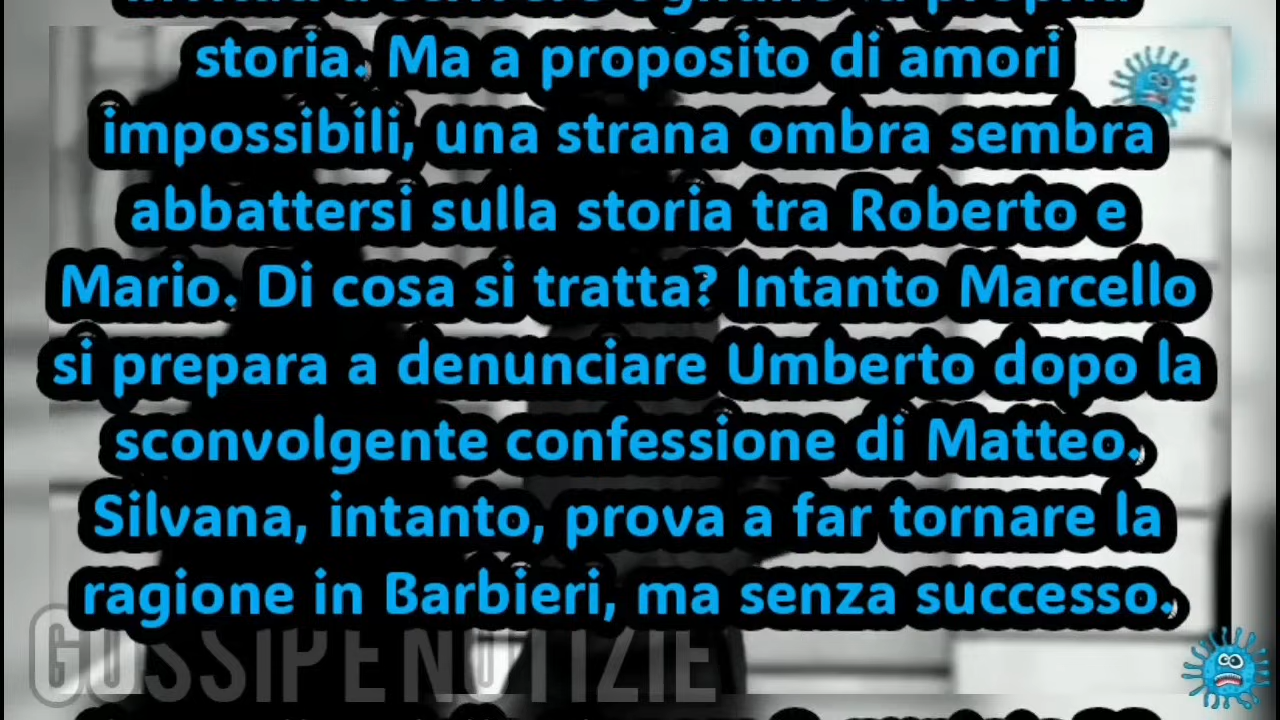 storia. Ma a proposito di amori
impossibili, una strana ombra sembra
abbattersi sulla storia tra Roberto e
Mario. Di cosa si tratta? Intanto Marcello
si prepara a denunciare Umberto dopo la
sconvolgente confessione di Matteo.
Silvana, intanto, prova a far tornare la
ragione in Barbieri, ma senza successo.
GOSSIP E NOTIZIE